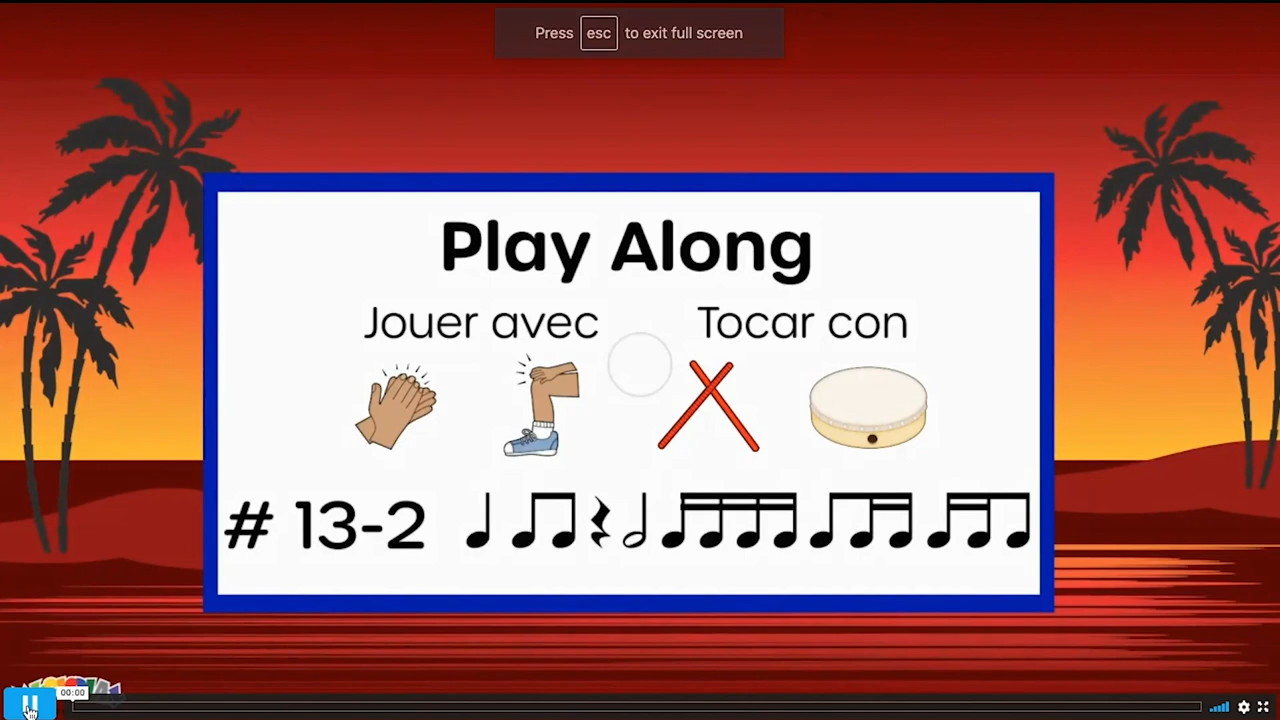 Press esc to exit full screen
Play Along
Jouer avec Tocar con
# 13-2
00:00